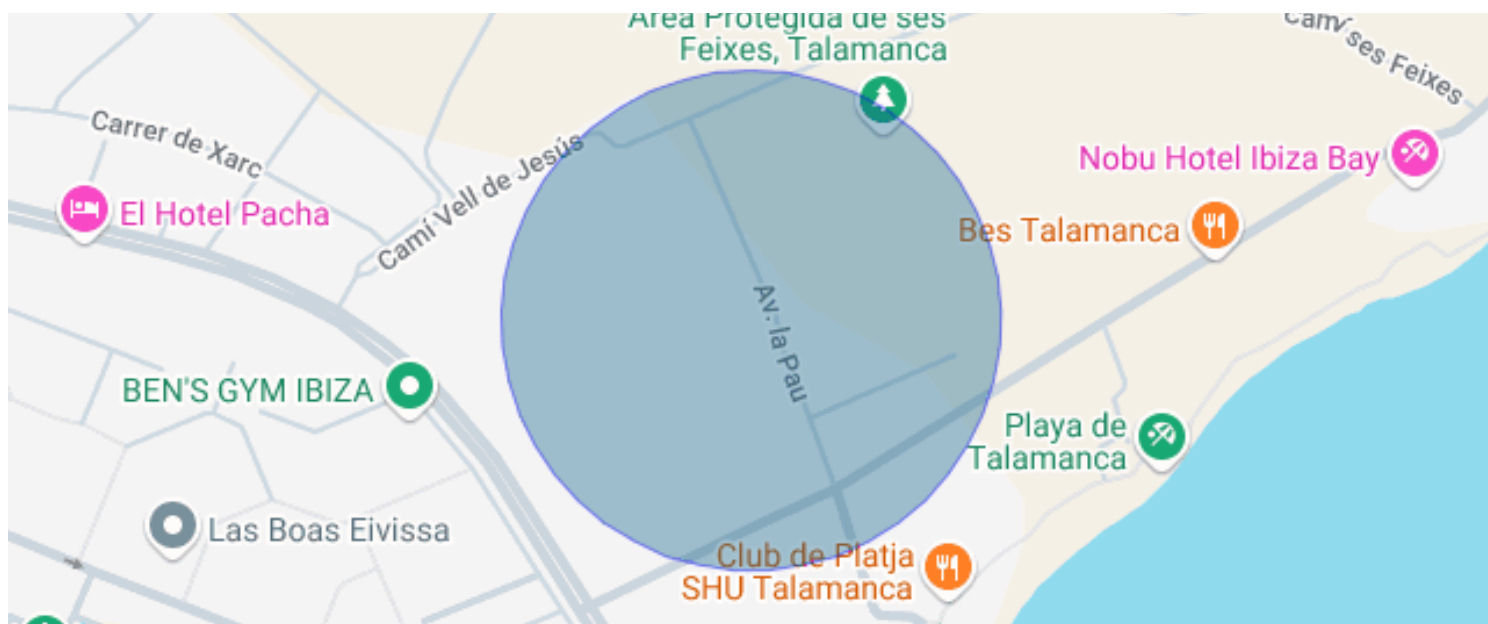 Área Protegida de ses
Feixes, Talamanca
Camí ses Feixes
Carrer de Xarc
Nobu Hotel Ibiza Bay
Camí Vell de Jesús
El Hotel Pacha
Bes Talamanca
Av. la Pau
BEN'S GYM IBIZA
Playa de
Talamanca
Las Boas Eivissa
Club de Platja
SHU Talamanca